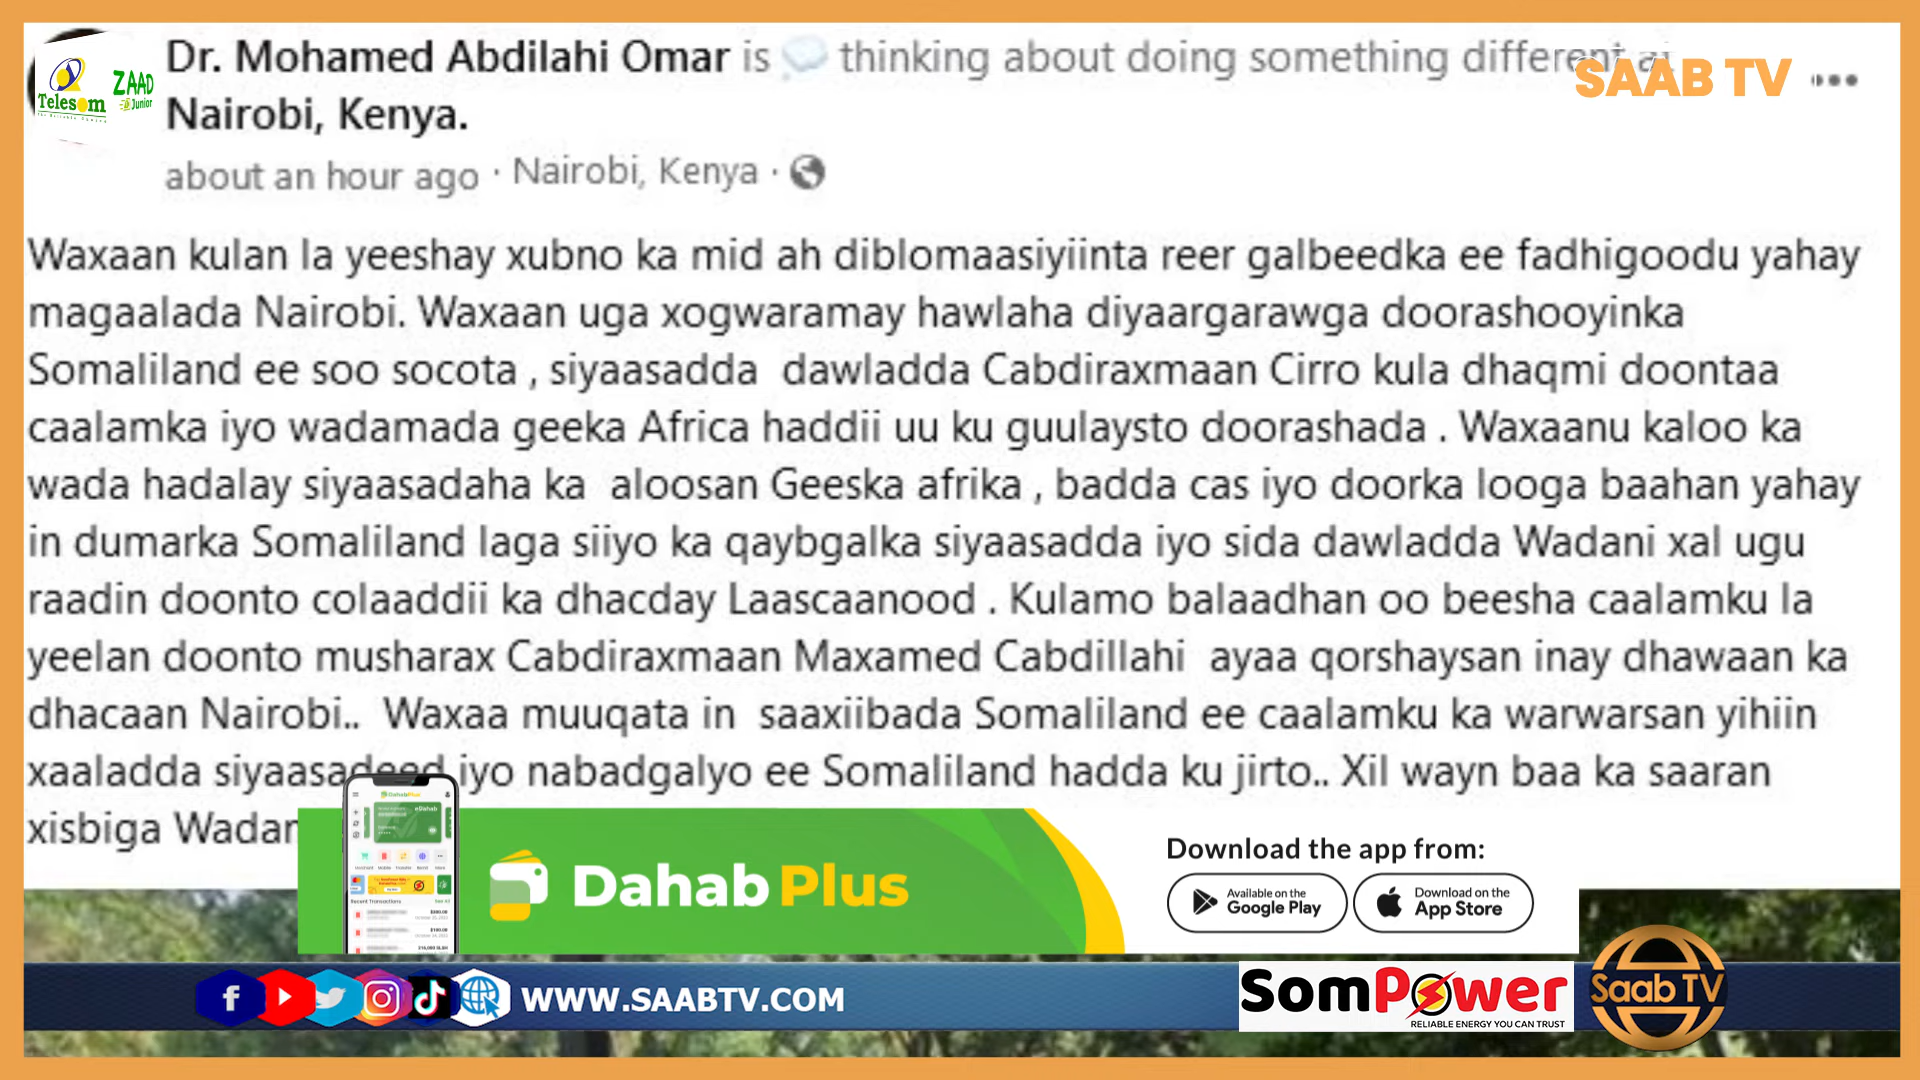 Dr. Mohamed Abdilahi Omar is thinking about doing something different at
SAAB TV
Telesom
ZAAD
Junior
Nairobi, Kenya.
about an hour ago · Nairobi, Kenya ·
Waxaan kulan la yeeshay xubno ka mid ah diblomaasiyiinta reer galbeedka ee fadhigoodu yahay
magaalada Nairobi. Waxaan uga xogwaramay hawlaha diyaargarawga doorashooyinka
Somaliland ee soo socota , siyaasadda dawladda Cabdiraxmaan Cirro kula dhaqmi doontaa
caalamka iyo wadamada geeka Africa haddii uu ku guulaysto doorashada . Waxaanu kaloo ka
wada hadalay siyaasadaha ka aloosan Geeska afrika , badda cas iyo doorka looga baahan yahay
in dumarka Somaliland laga siiyo ka qaybgalka siyaasadda iyo sida dawladda Wadani xal ugu
raadin doonto colaaddii ka dhacday Laascaanood . Kulamo balaadhan oo beesha caalamku la
yeelan doonto musharax Cabdiraxmaan Maxamed Cabdillahi ayaa qorshaysan inay dhawaan ka
dhacaan Nairobi.. Waxaa muuqata in saaxiibada Somaliland ee caalamku ka warwarsan yihiin
xaaladda siyaasadeed iyo nabadgalyo ee Somaliland hadda ku jirto.. Xil wayn baa ka saaran
xisbiga
Dahab Plus
Download the app from:
Available on the
Google Play
Download on the
App Store
WWW.SAABTV.COM
SomPower
RELIABLE ENERGY YOU CAN TRUST
Saab TV